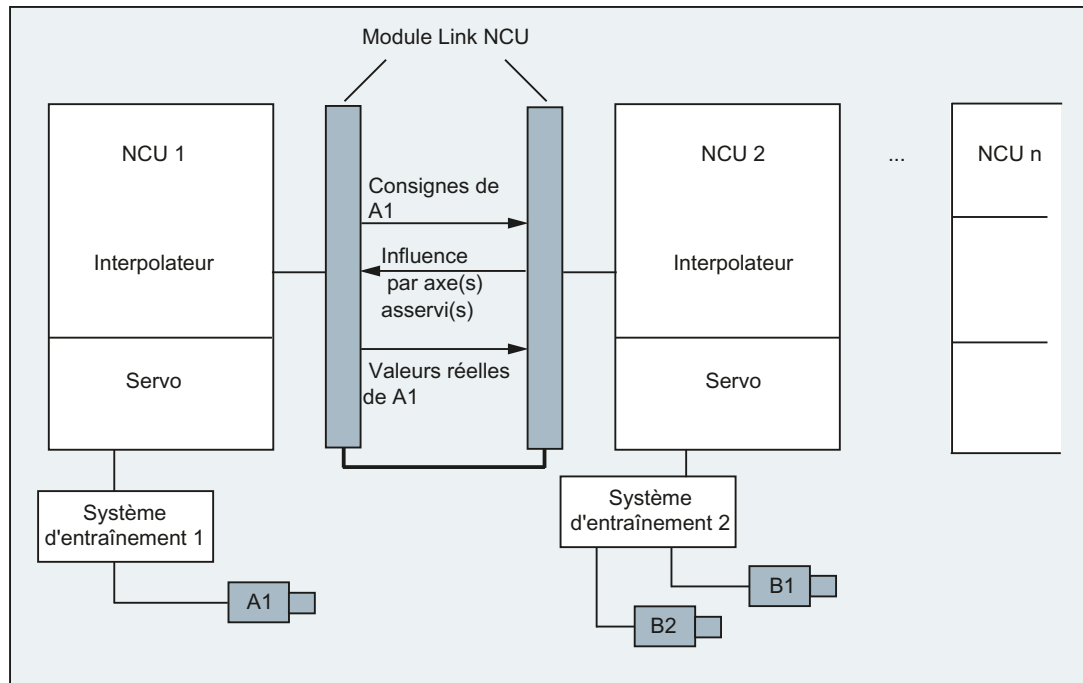 Module Link NCU
NCU 1
NCU 2
...
NCU n
Consignes de
A1
Interpolateur
Influence
par axe(s)
asservi(s)
Interpolateur
Servo
Valeurs réelles
de A1
Servo
Système
d'entraînement 1
Système
d'entraînement 2
A1
B1
B2